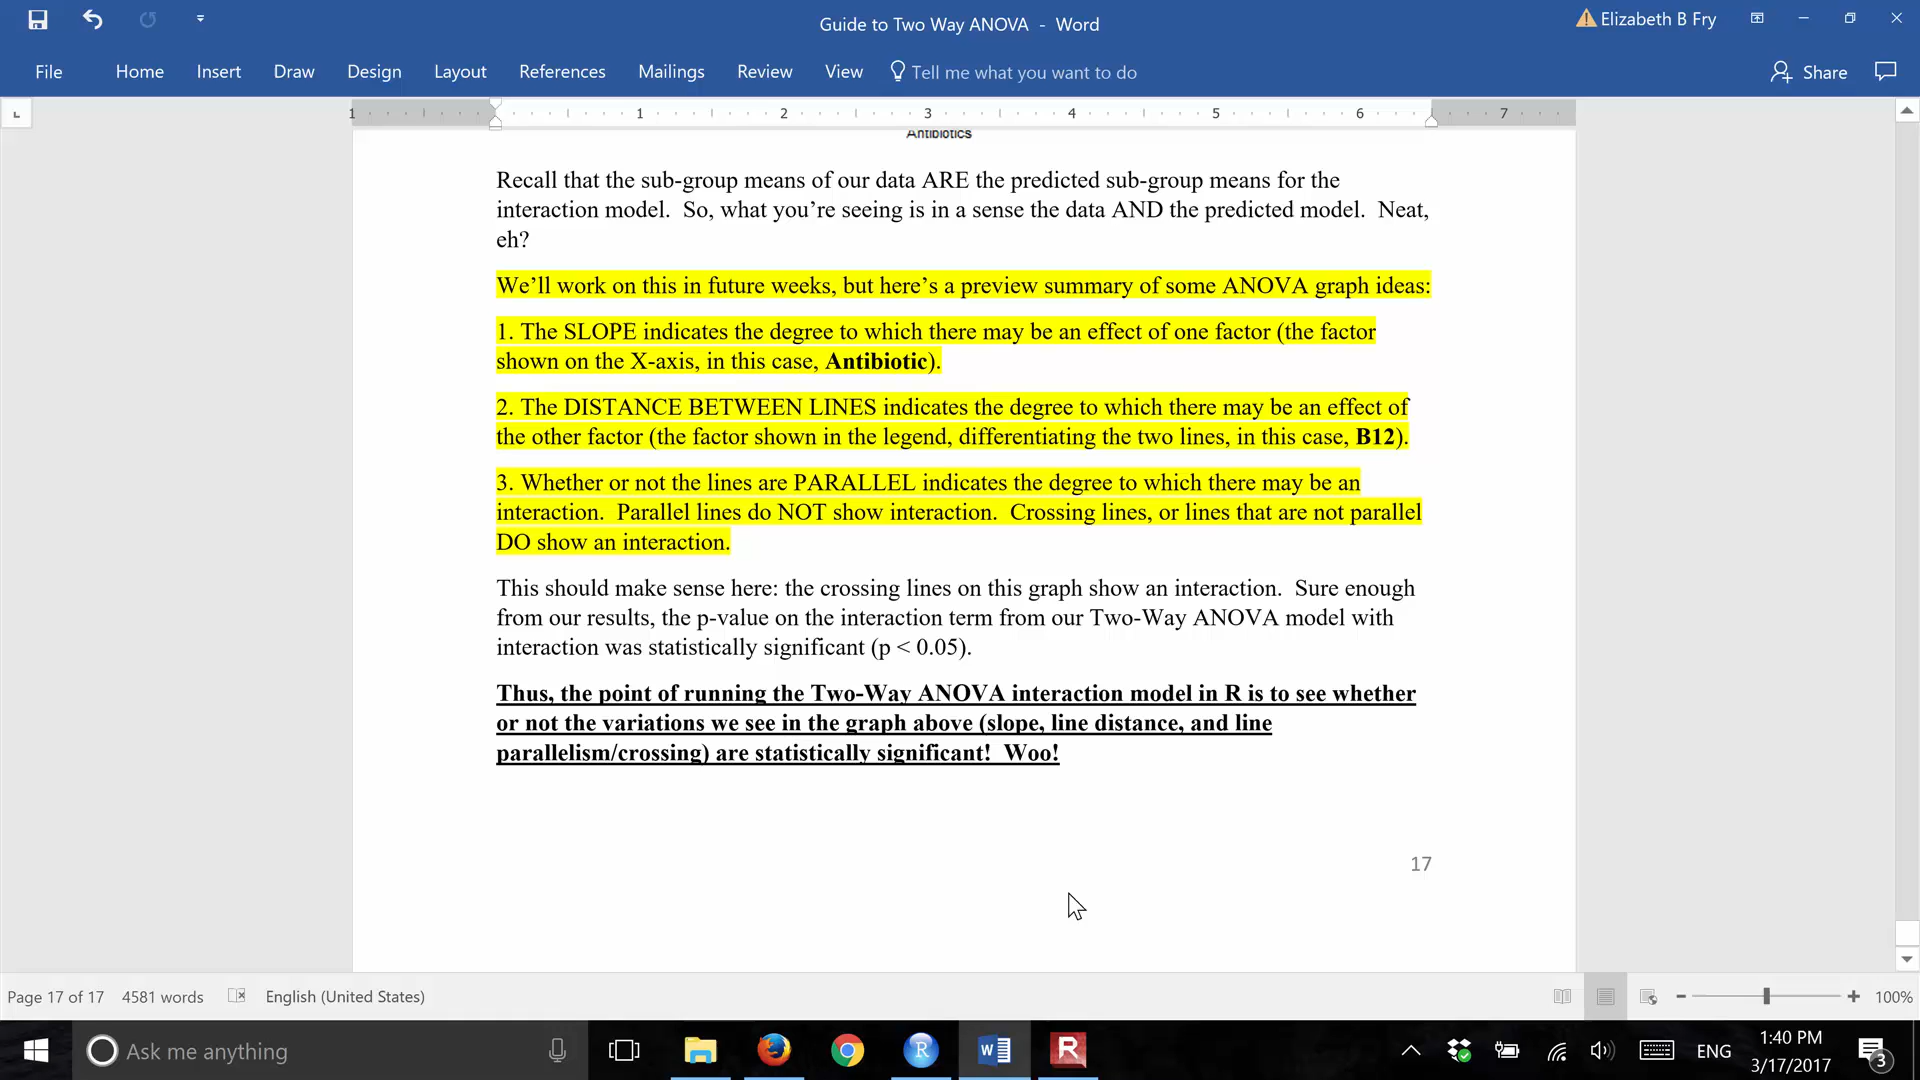 Guide to Two Way ANOVA - Word
Elizabeth B Fry
File Home Insert Draw Design Layout References Mailings Review View Tell me what you want to do Share
1 1 2 3 4 5 6 7
Antibiotics
Recall that the sub-group means of our data ARE the predicted sub-group means for the
interaction model. So, what you’re seeing is in a sense the data AND the predicted model. Neat,
eh?
We’ll work on this in future weeks, but here’s a preview summary of some ANOVA graph ideas:
1. The SLOPE indicates the degree to which there may be an effect of one factor (the factor
shown on the X-axis, in this case, Antibiotic).
2. The DISTANCE BETWEEN LINES indicates the degree to which there may be an effect of
the other factor (the factor shown in the legend, differentiating the two lines, in this case, B12).
3. Whether or not the lines are PARALLEL indicates the degree to which there may be an
interaction. Parallel lines do NOT show interaction. Crossing lines, or lines that are not parallel
DO show an interaction.
This should make sense here: the crossing lines on this graph show an interaction. Sure enough
from our results, the p-value on the interaction term from our Two-Way ANOVA model with
interaction was statistically significant (p < 0.05).
Thus, the point of running the Two-Way ANOVA interaction model in R is to see whether
or not the variations we see in the graph above (slope, line distance, and line
parallelism/crossing) are statistically significant! Woo!
17
Page 17 of 17 4581 words English (United States) 100%
Ask me anything
ENG
1:40 PM
3/17/2017
3